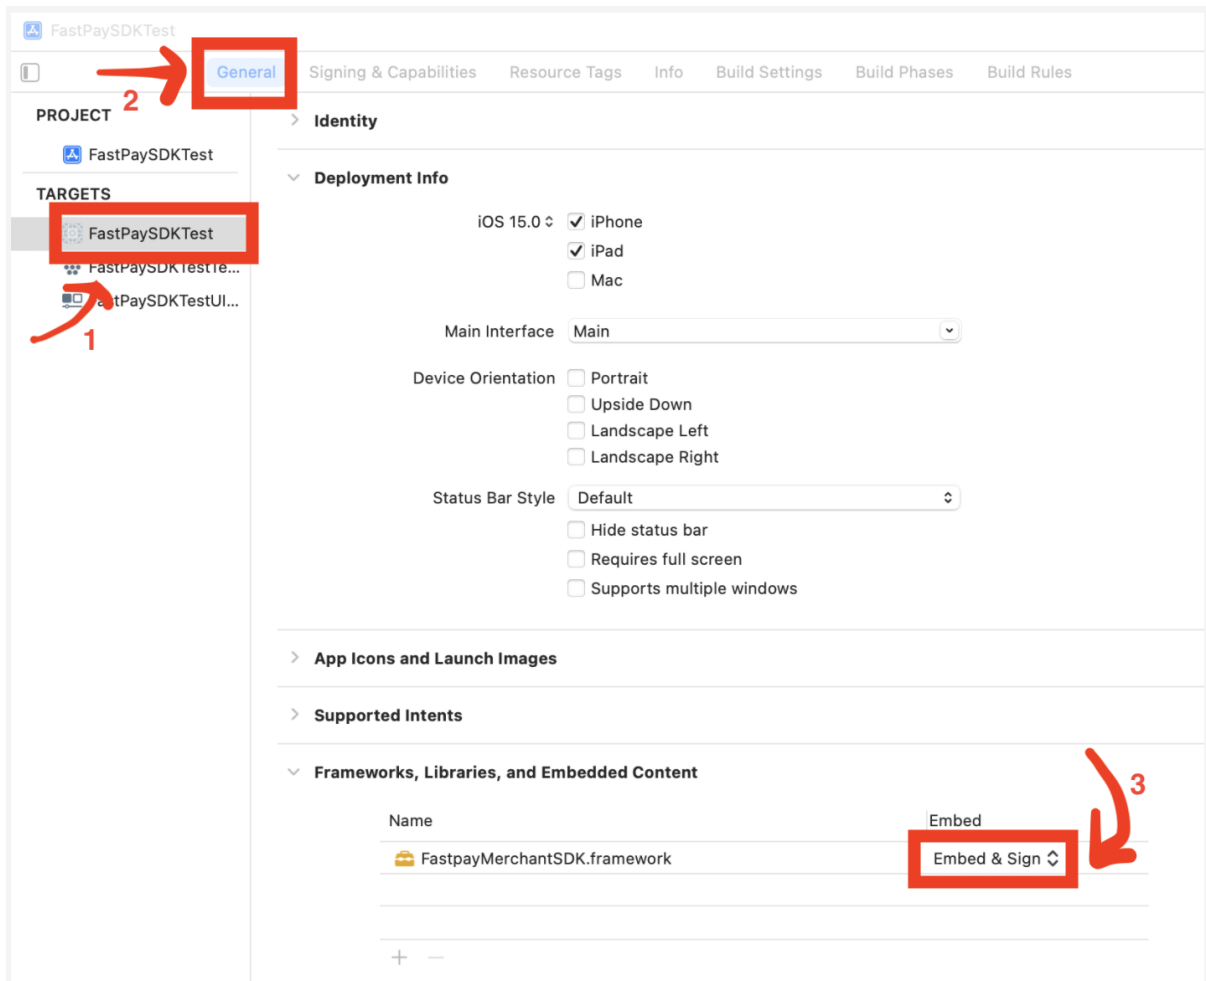 FastPaySDKTest
General Signing & Capabilities Resource Tags Info Build Settings Build Phases Build Rules
2
PROJECT
FastPaySDKTest
TARGETS
FastPaySDKTest
FastPaySDKTestTe...
FastPaySDKTestUI...
1
Identity
Deployment Info
iOS 15.0 iPhone
iPad
Mac
Main Interface Main
Device Orientation Portrait
Upside Down
Landscape Left
Landscape Right
Status Bar Style Default
Hide status bar
Requires full screen
Supports multiple windows
App Icons and Launch Images
Supported Intents
Frameworks, Libraries, and Embedded Content
3
Name Embed
FastpayMerchantSDK.framework Embed & Sign